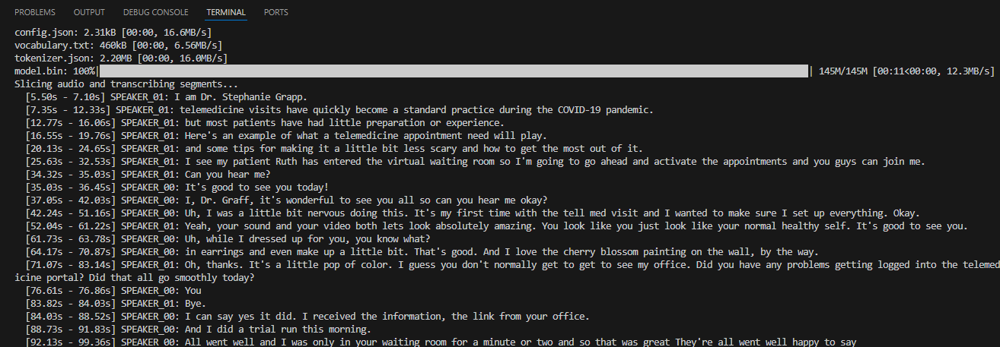 PROBLEMS OUTPUT DEBUG CONSOLE TERMINAL PORTS
config.json: 2.31kB [00:00, 16.6MB/s]
vocabulary.txt: 460kB [00:00, 6.56MB/s]
tokenizer.json: 2.20MB [00:00, 16.0MB/s]
model.bin: 100%| | 145M/145M [00:11<00:00, 12.3MB/s]
Slicing audio and transcribing segments...
[5.50s - 7.10s] SPEAKER_01: I am Dr. Stephanie Grapp.
[7.35s - 12.33s] SPEAKER_01: telemedicine visits have quickly become a standard practice during the COVID-19 pandemic.
[12.77s - 16.06s] SPEAKER_01: but most patients have had little preparation or experience.
[16.55s - 19.76s] SPEAKER_01: Here's an example of what a telemedicine appointment need will play.
[20.13s - 24.65s] SPEAKER_01: and some tips for making it a little bit less scary and how to get the most out of it.
[25.63s - 32.53s] SPEAKER_01: I see my patient Ruth has entered the virtual waiting room so I'm going to go ahead and activate the appointments and you guys can join me.
[34.32s - 35.03s] SPEAKER_01: Can you hear me?
[35.03s - 36.45s] SPEAKER_00: It's good to see you today!
[37.05s - 42.03s] SPEAKER_00: I, Dr. Graff, it's wonderful to see you all so can you hear me okay?
[42.24s - 51.16s] SPEAKER_00: Uh, I was a little bit nervous doing this. It's my first time with the tell med visit and I wanted to make sure I set up everything. Okay.
[52.04s - 61.22s] SPEAKER_01: Yeah, your sound and your video both lets look absolutely amazing. You look like you just look like your normal healthy self. It's good to see you.
[61.73s - 63.78s] SPEAKER_00: Uh, while I dressed up for you, you know what?
[64.17s - 70.87s] SPEAKER_00: in earrings and even make up a little bit. That's good. And I love the cherry blossom painting on the wall, by the way.
[71.07s - 83.14s] SPEAKER_01: Oh, thanks. It's a little pop of color. I guess you don't normally get to get to see my office. Did you have any problems getting logged into the telemed
icine portal? Did that all go smoothly today?
[76.61s - 76.86s] SPEAKER_00: You
[83.82s - 84.03s] SPEAKER_01: Bye.
[84.03s - 88.52s] SPEAKER_00: I can say yes it did. I received the information, the link from your office.
[88.73s - 91.83s] SPEAKER_00: And I did a trial run this morning.
[92.13s - 99.36s] SPEAKER_00: All went well and I was only in your waiting room for a minute or two and so that was great They're all went well happy to say